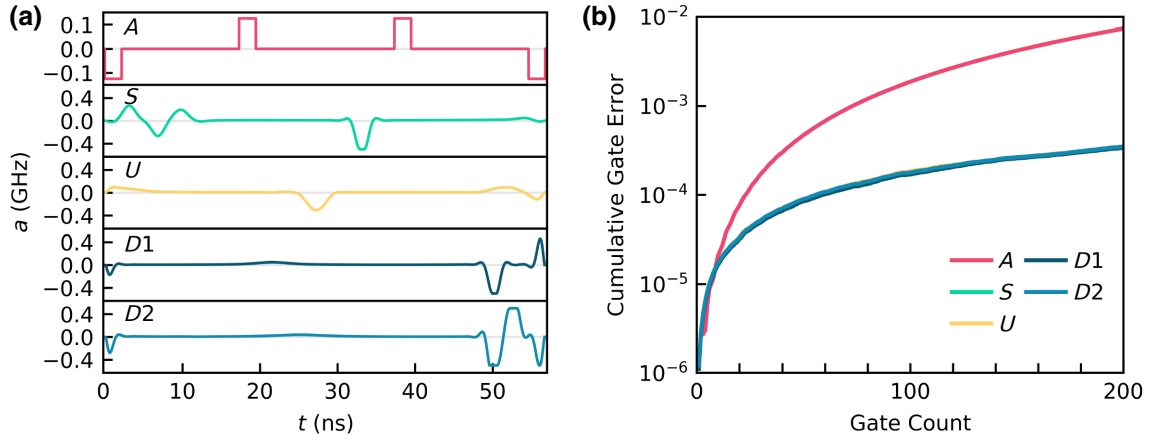 (a)
A
0.1
0.0
−0.1
S
0.4
0.0
−0.4
U
0.4
0.0
−0.4
D1
0.4
0.0
−0.4
D2
0.4
0.0
−0.4
a (GHz)
0 10 20 30 40 50
t (ns)
(b)
10⁻²
10⁻³
10⁻⁴
10⁻⁵
10⁻⁶
Cumulative Gate Error
A D1
S D2
U
0 100 200
Gate Count